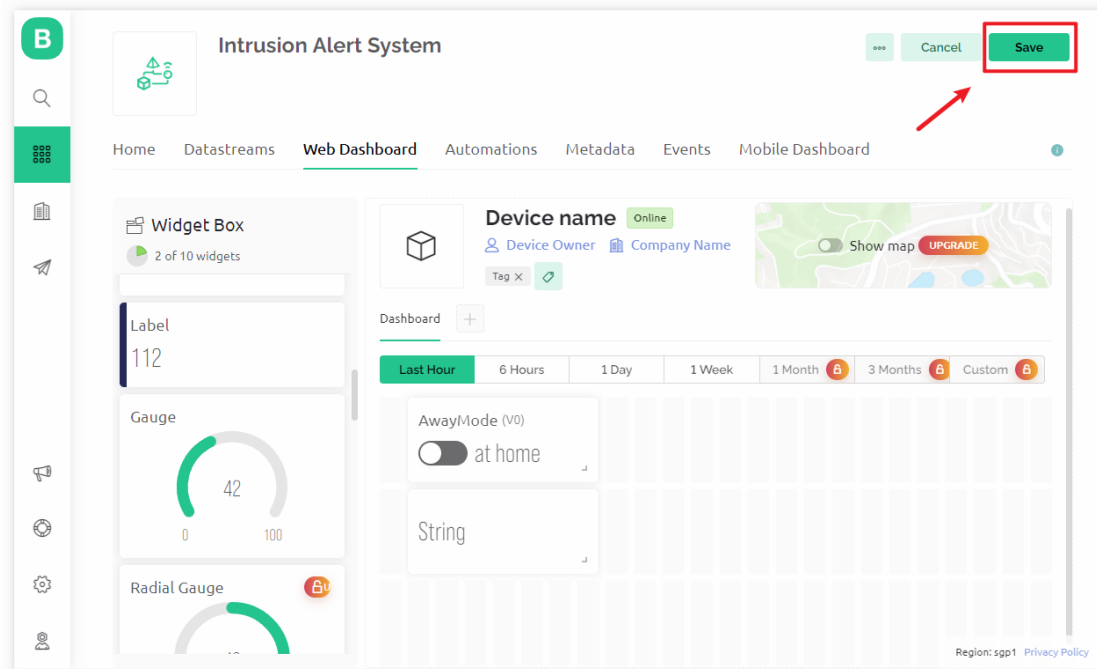 B
Intrusion Alert System
Cancel
Save
Home Datastreams Web Dashboard Automations Metadata Events Mobile Dashboard
Widget Box
2 of 10 widgets
Label
112
Gauge
42
0 100
Radial Gauge
Device name Online
Device Owner Company Name
Tag
Show map UPGRADE
Dashboard
Last Hour 6 Hours 1 Day 1 Week 1 Month 3 Months Custom
AwayMode (V0)
at home
String
Region: sgp1 Privacy Policy